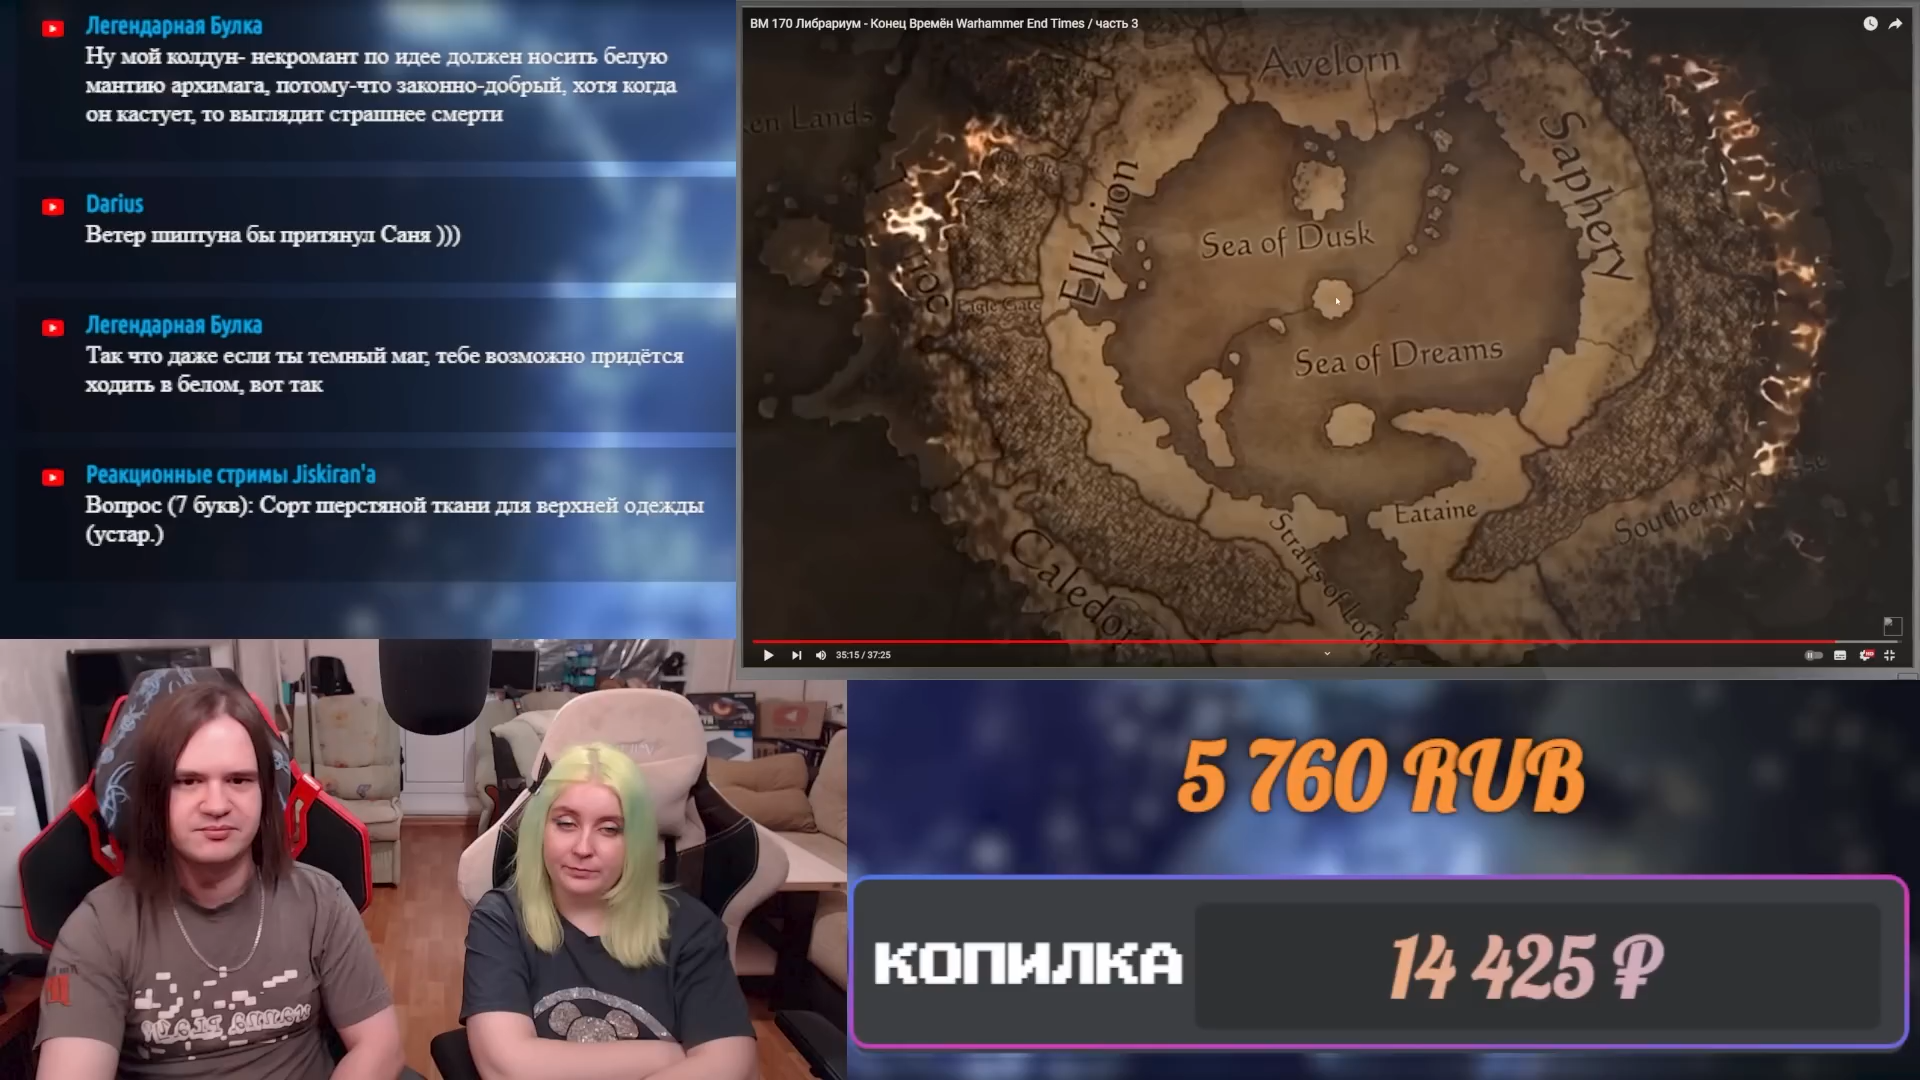 Легендарная Булка
Ну мой колдун- некромант по идее должен носить белую
мантию архимага, потому-что законно-добрый, хотя когда
он кастует, то выглядит страшнее смерти
Darius
Ветер шиптуна бы притянул Саня )))
Легендарная Булка
Так что даже если ты темный маг, тебе возможно придётся
ходить в белом, вот так
Реакционные стримы Jiskiran'a
Вопрос (7 букв): Сорт шерстяной ткани для верхней одежды
(устар.)
ВМ 170 Либрариум - Конец Времён Warhammer End Times / часть 3
Avelorn
Lands
Saphery
Ellyrion
Sea of Dusk
Eagle Gate
Sea of Dreams
Eataine
Southern
Straits of
Caledor
35:15 / 37:25
5 760 RUB
КОПИЛКА
14 425 ₽